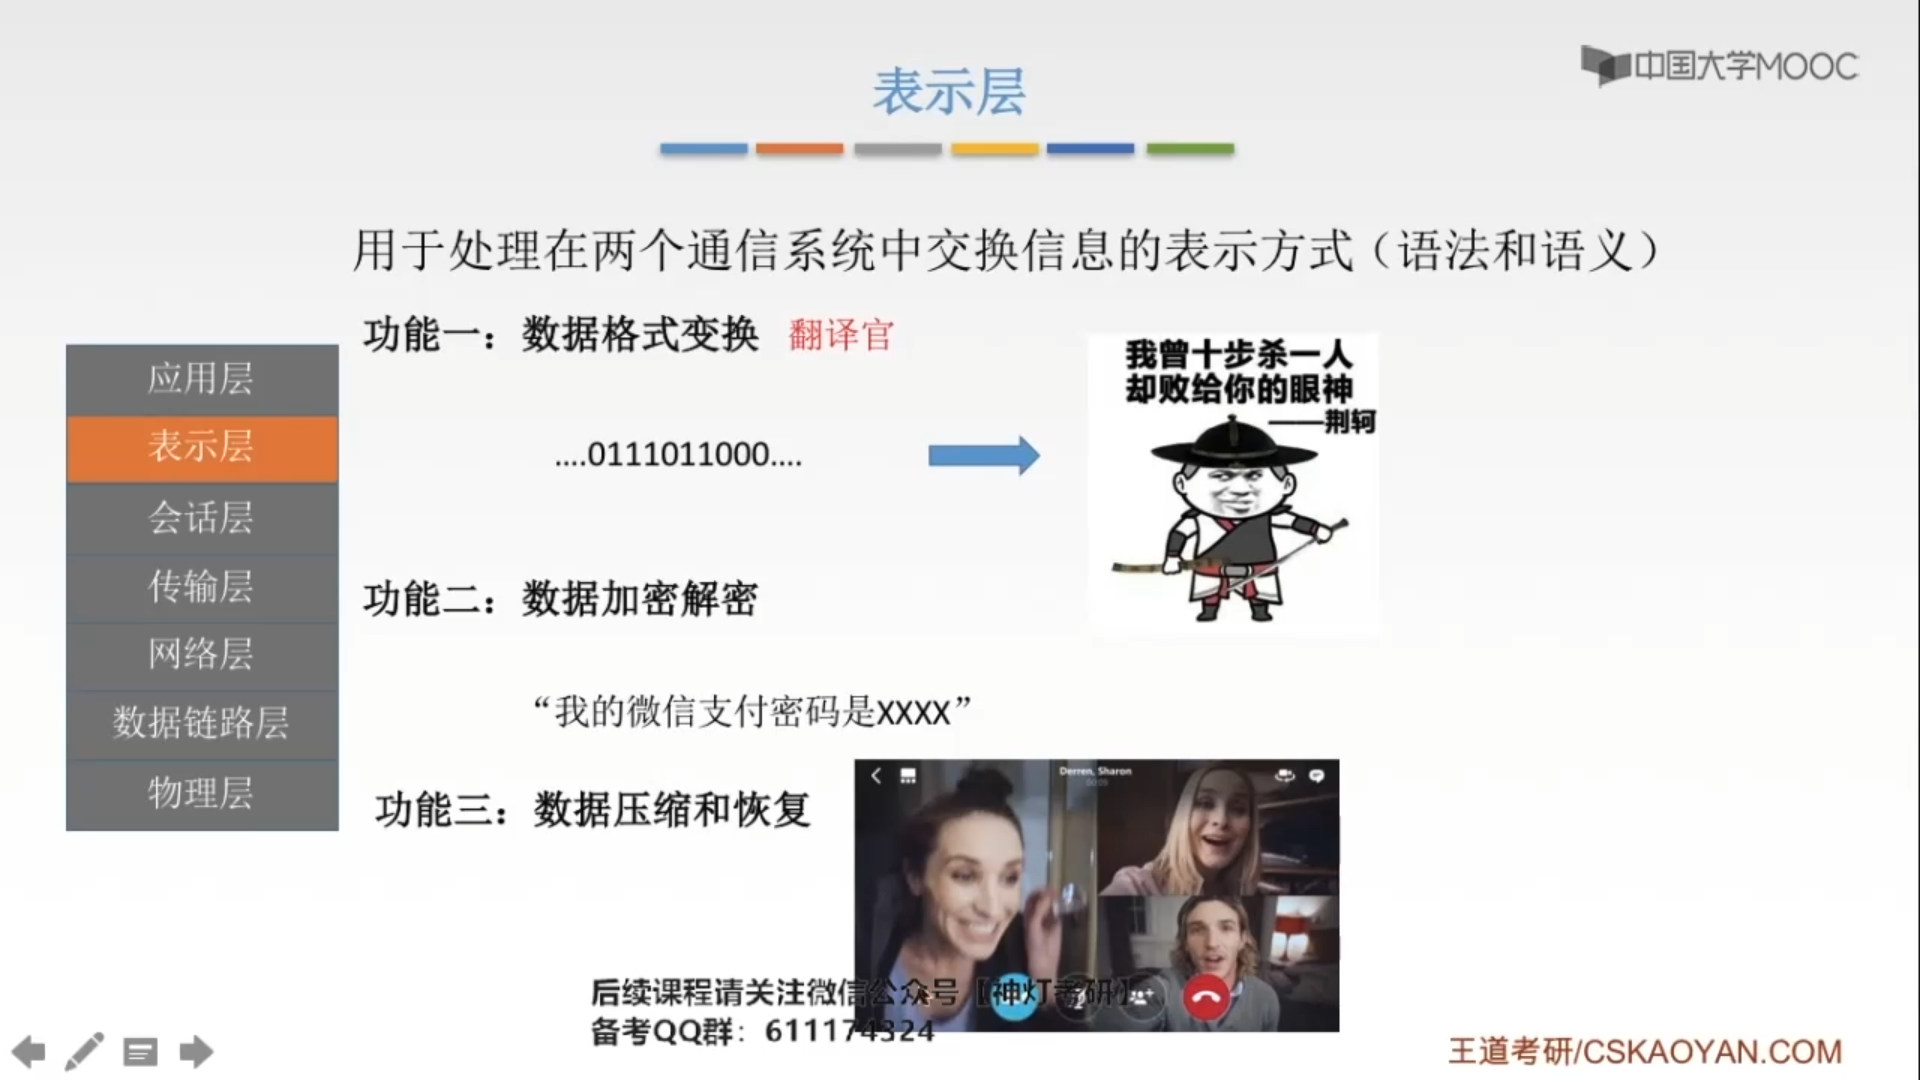 中国大学MOOC
表示层
用于处理在两个通信系统中交换信息的表示方式（语法和语义）
功能一：数据格式变换 翻译官
我曾十步杀一人
却败给你的眼神
——荆轲
....0111011000....
功能二：数据加密解密
“我的微信支付密码是XXXX”
功能三：数据压缩和恢复
应用层
表示层
会话层
传输层
网络层
数据链路层
物理层
Derren, Sharon
后续课程请关注微信公众号【神灯考研】
备考QQ群：611174324
王道考研/CSKAOYAN.COM